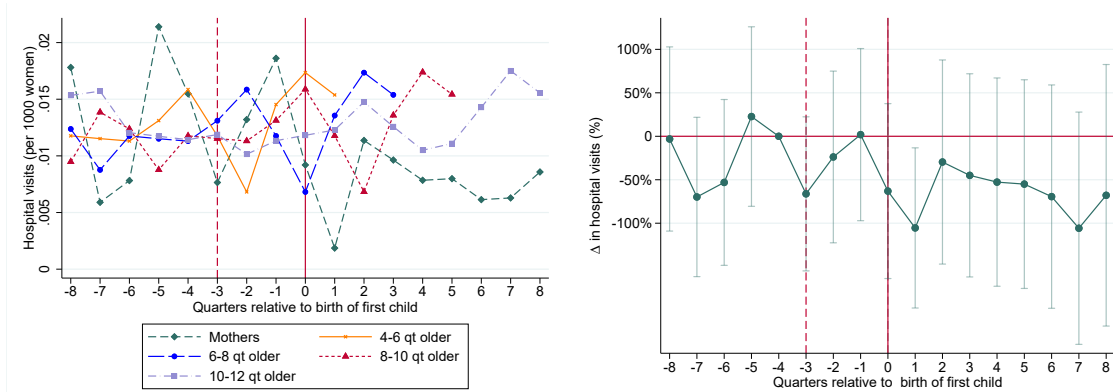 Hospital visits (per 1000 women)
.02
.015
.01
.005
0
-8 -7 -6 -5 -4 -3 -2 -1 0 1 2 3 4 5 6 7 8
Quarters relative to birth of first child
Mothers 4-6 qt older
6-8 qt older 8-10 qt older
10-12 qt older
Δ in hospital visits (%)
100%
50%
0
-50%
-100%
-8 -7 -6 -5 -4 -3 -2 -1 0 1 2 3 4 5 6 7 8
Quarters relative to birth of first child